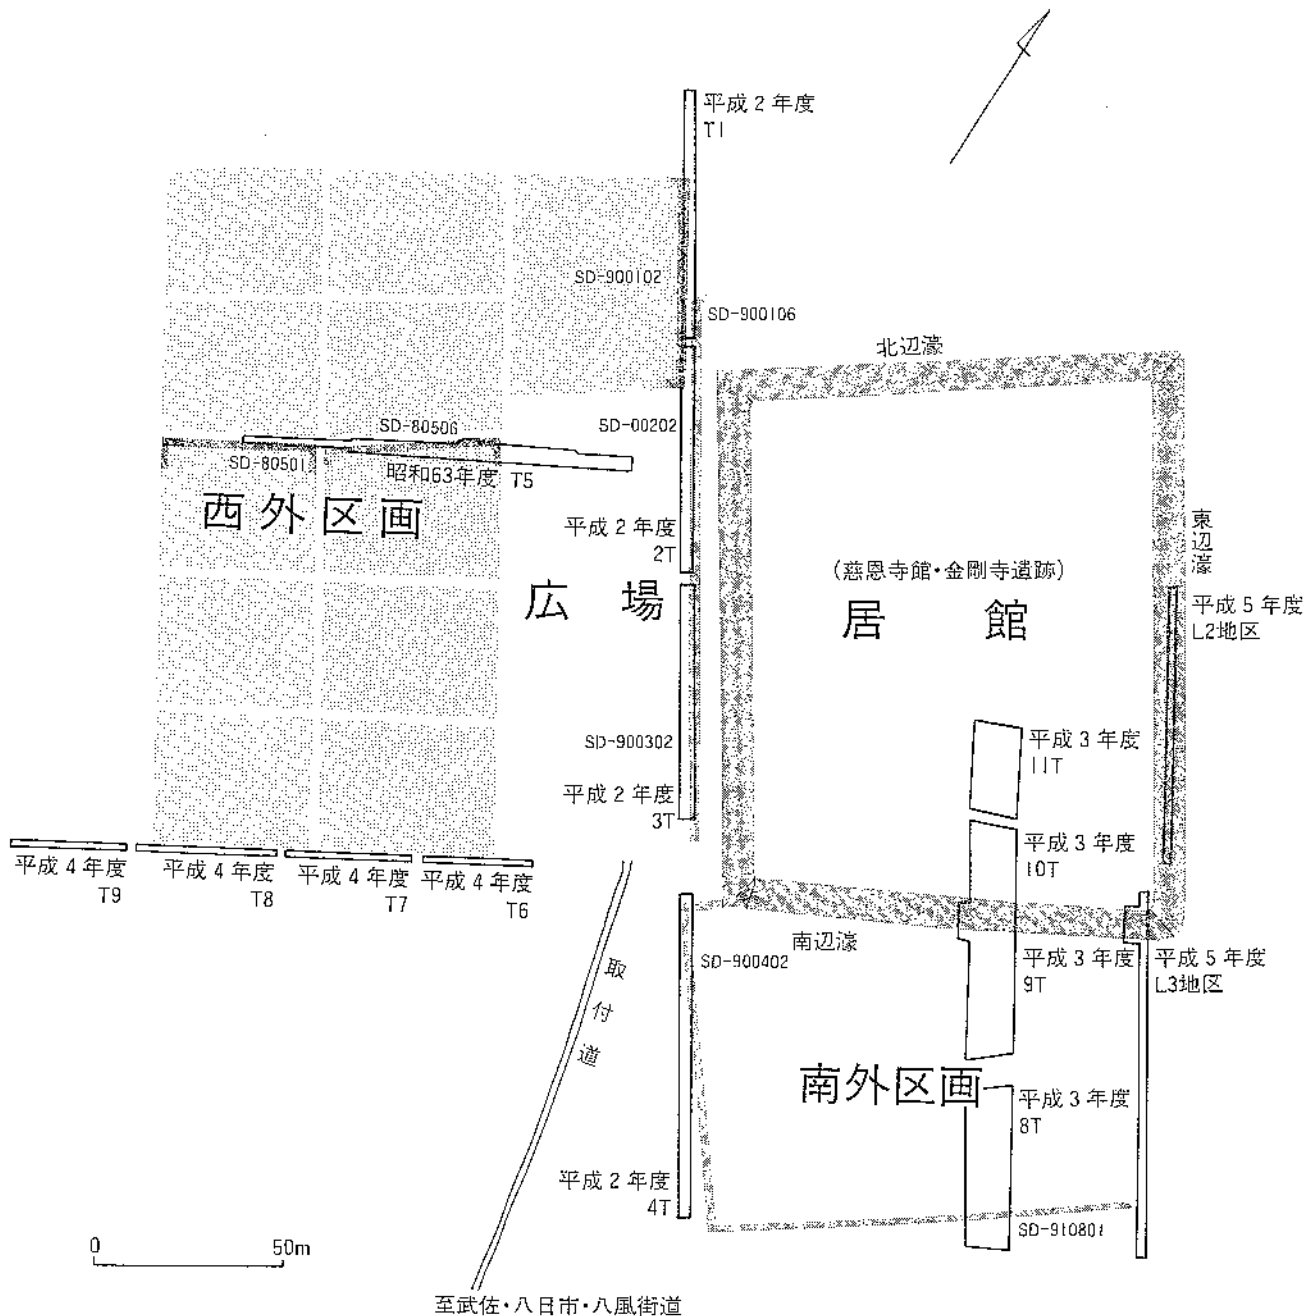 平成2年度
T1
SD-900102
SD-900106
北辺濠
SD-80506
SD-00202
SD-80501
昭和63年度 T5
西外区画
東辺濠
平成2年度
2T
(慈恩寺館・金剛寺遺跡)
広場
居館
平成5年度
L2地区
SD-900302
平成3年度
11T
平成2年度
3T
平成3年度
10T
平成4年度
T9
平成4年度
T8
平成4年度
T7
平成4年度
T6
南辺濠
SD-900402
平成3年度
9T
平成5年度
L3地区
取付道
南外区画
平成3年度
8T
平成2年度
4T
SD-910801
0 50m
至武佐・八日市・八風街道